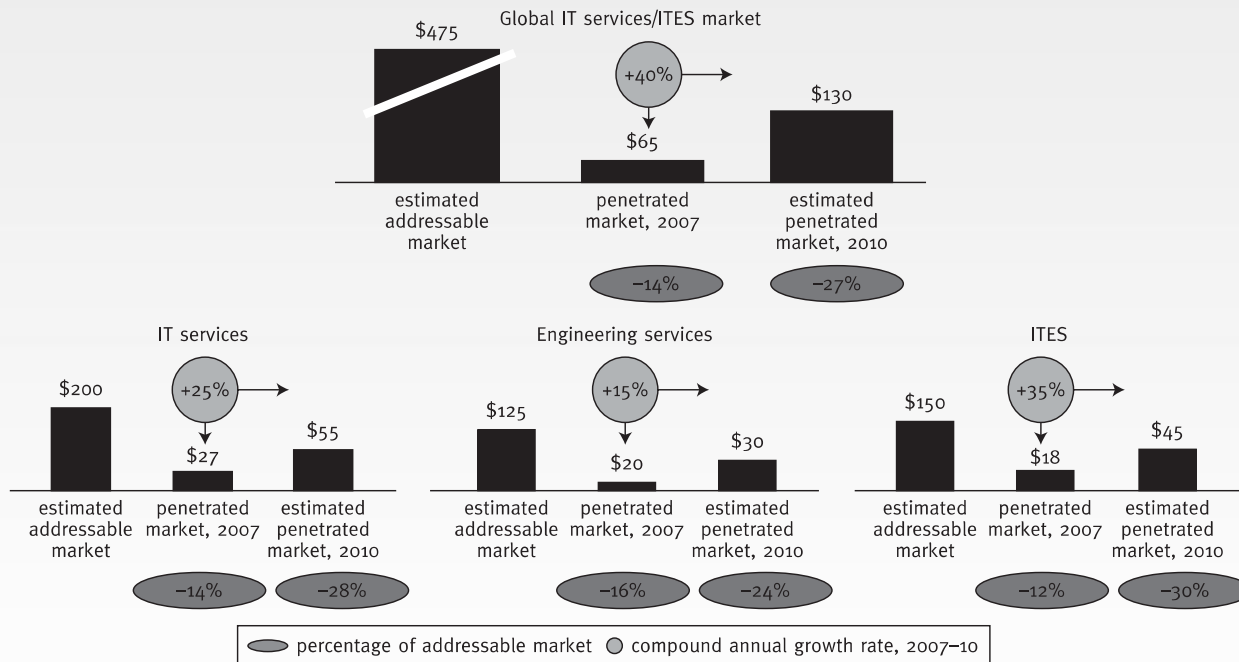 Global IT services/ITES market
$475
+40%
$65
$130
estimated
addressable
market
penetrated
market, 2007
estimated
penetrated
market, 2010
–14%
–27%
IT services
+25%
$200
$27
$55
estimated
addressable
market
penetrated
market, 2007
estimated
penetrated
market, 2010
–14%
–28%
Engineering services
+15%
$125
$20
$30
estimated
addressable
market
penetrated
market, 2007
estimated
penetrated
market, 2010
–16%
–24%
ITES
+35%
$150
$18
$45
estimated
addressable
market
penetrated
market, 2007
estimated
penetrated
market, 2010
–12%
–30%
percentage of addressable market
compound annual growth rate, 2007–10